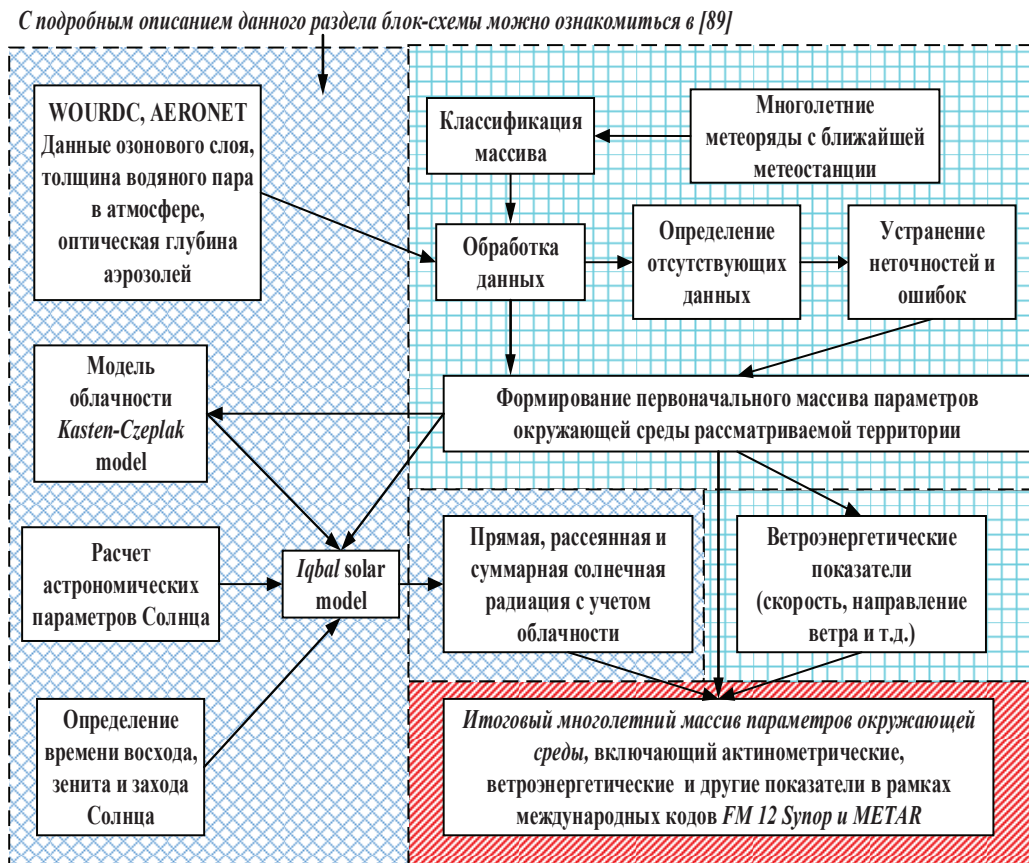 С подробным описанием данного раздела блок-схемы можно ознакомиться в [89]
WOURDC, AERONET
Данные озонового слоя,
толщина водяного пара
в атмосфере,
оптическая глубина
аэрозолей
Классификация
массива
Многолетние
метеоряды с ближайшей
метеостанции
Обработка
данных
Определение
отсутствующих
данных
Устранение
неточностей и
ошибок
Модель
облачности
Kasten-Czeplak
model
Формирование первоначального массива параметров
окружающей среды рассматриваемой территории
Расчет
астрономических
параметров Солнца
Iqbal solar
model
Прямая, рассеянная и
суммарная солнечная
радиация с учетом
облачности
Ветроэнергетические
показатели
(скорость, направление
ветра и т.д.)
Определение
времени восхода,
зенита и захода
Солнца
Итоговый многолетний массив параметров окружающей
среды, включающий актинометрические,
ветроэнергетические и другие показатели в рамках
международных кодов FM 12 Synop и METAR